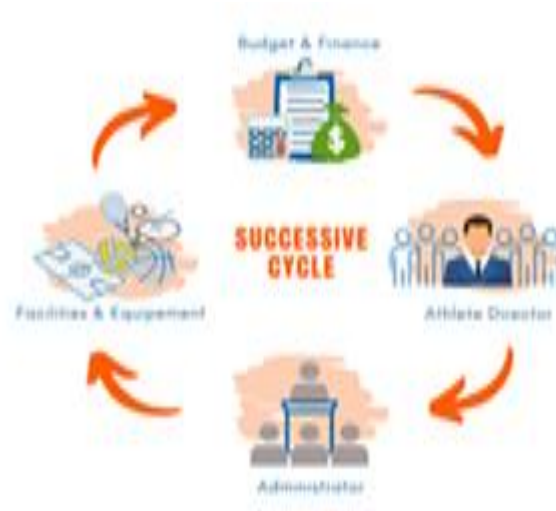 Budget & Finance
SUCCESSIVE
CYCLE
Facilities & Equipement
Athlete Director
Administrator